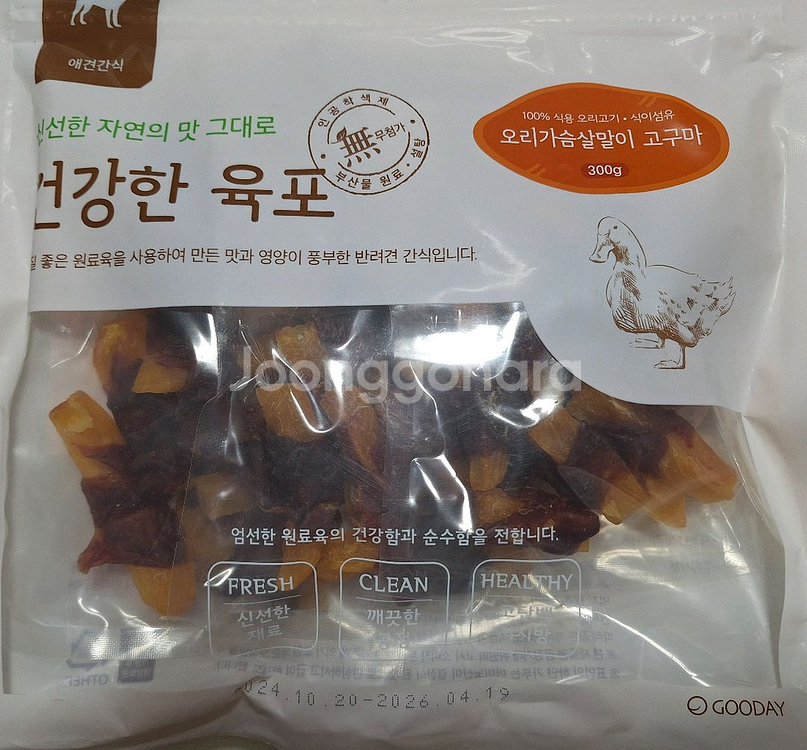 애견간식
신선한 자연의 맛 그대로
건강한 육포
인공착색제
無 무첨가
부산물 원료 · 설탕
100% 식용 오리고기 · 식이섬유
오리가슴살말이 고구마
300g
질 좋은 원료육을 사용하여 만든 맛과 영양이 풍부한 반려견 간식입니다.
Joonggonara
엄선한 원료육의 건강함과 순수함을 전합니다.
FRESH
신선한
재료
CLEAN
깨끗한
HEALTHY
OTHER
2024.10.20-2026.04.19
GOODAY